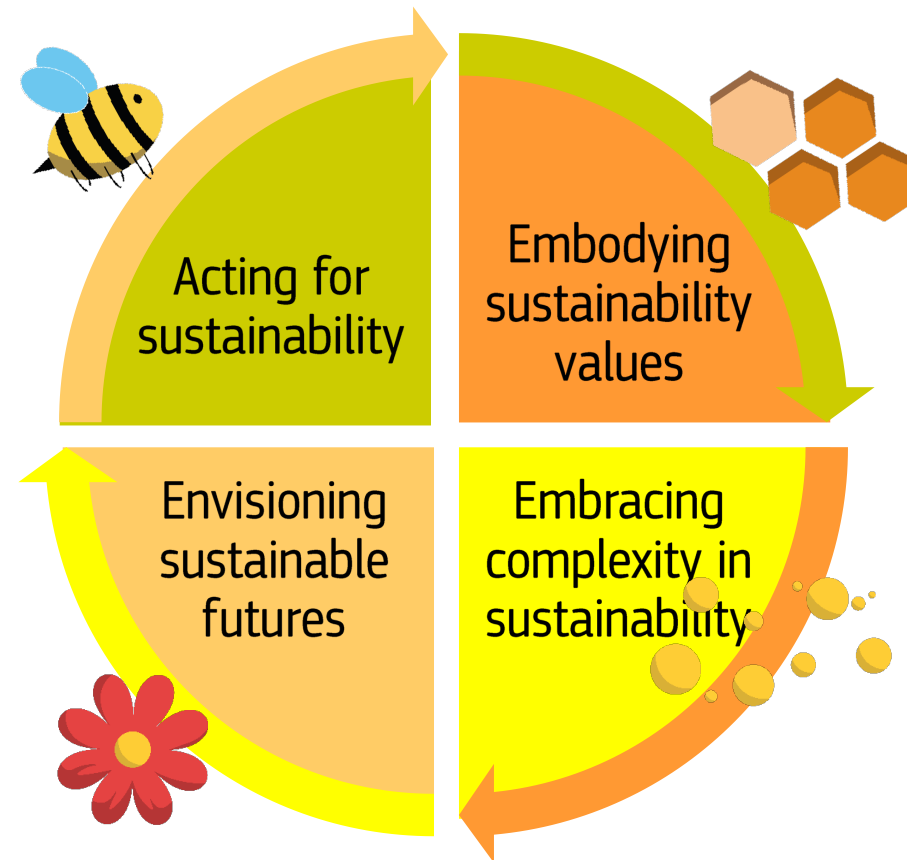 Acting for
sustainability
Embodying
sustainability
values
Envisioning
sustainable
futures
Embracing
complexity in
sustainability